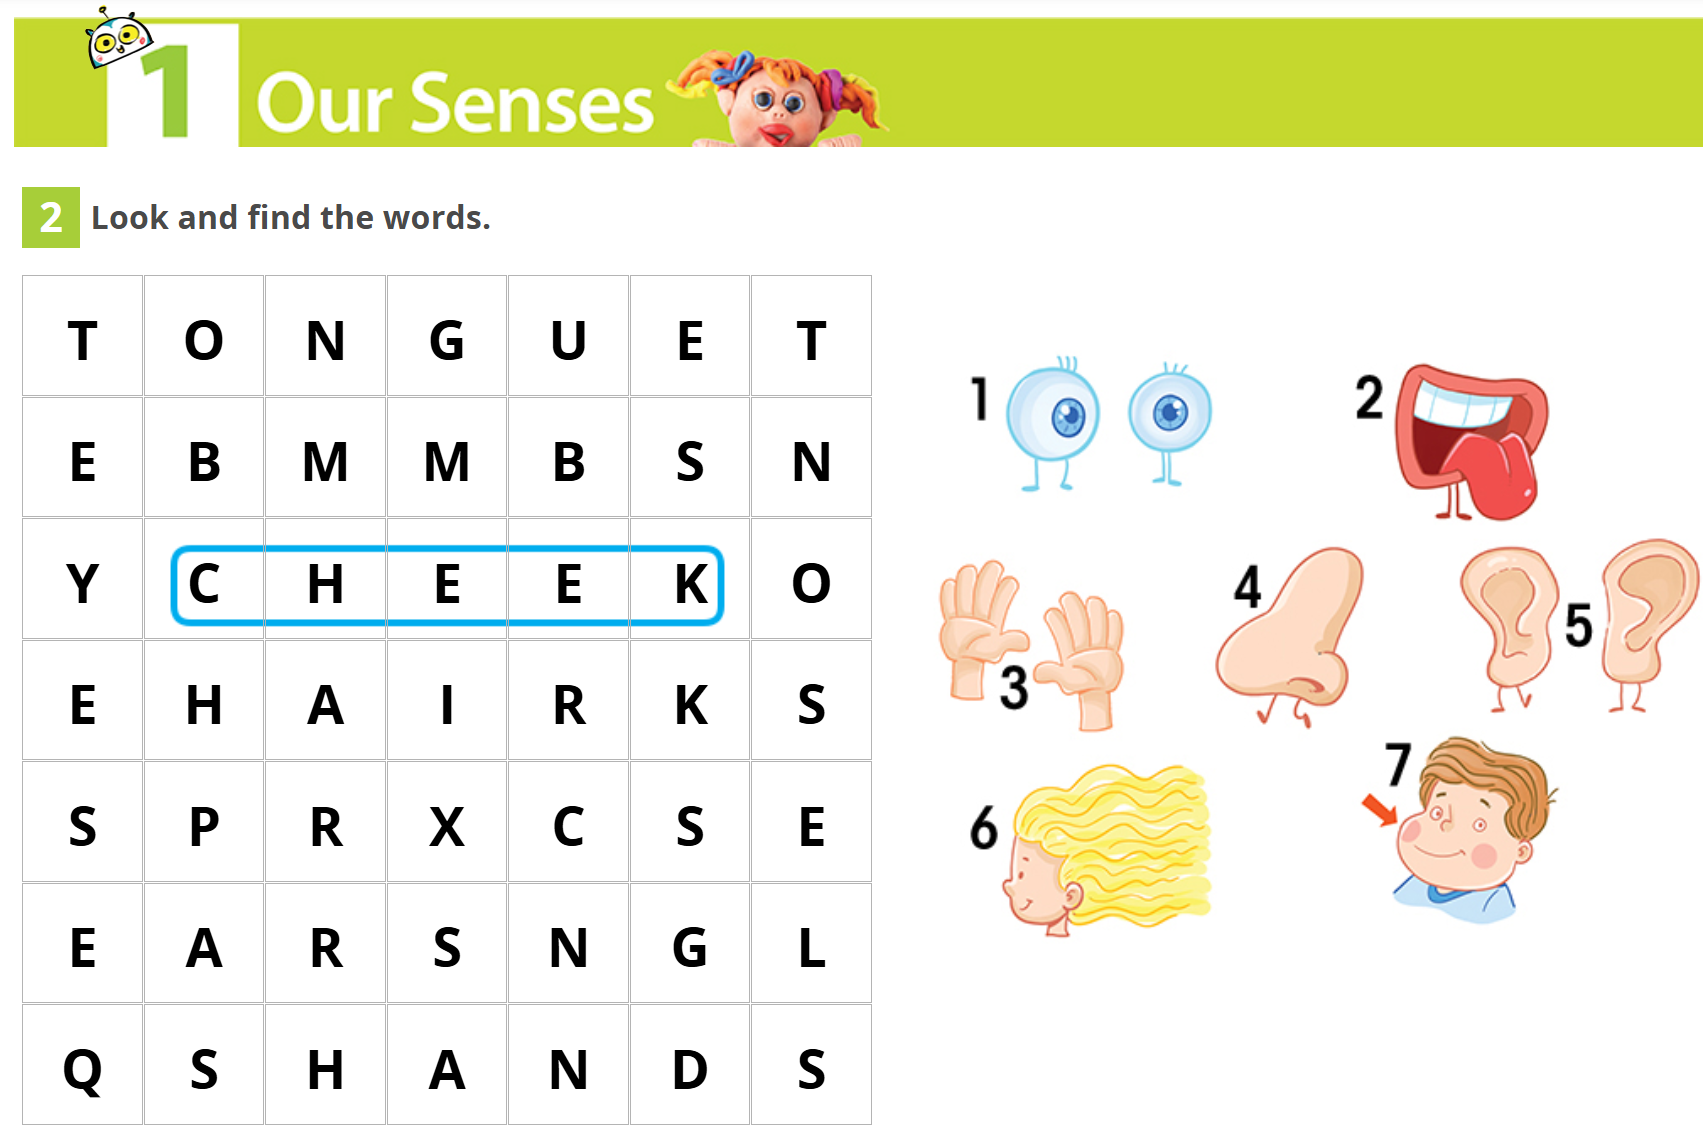 1 Our Senses
2 Look and find the words.
T O N G U E T
E B M M B S N
Y C H E E K O
E H A I R K S
S P R X C S E
E A R S N G L
Q S H A N D S
1
2
3
4
5
6
7